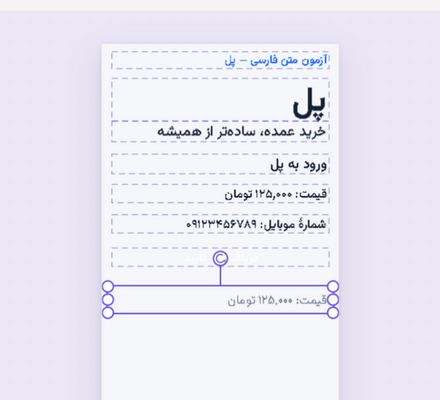 آزمون متن فارسی — پل
پل
خرید عمده، ساده‌تر از همیشه
ورود به پل
قیمت: ۱۲۵,۰۰۰ تومان
شمارهٔ موبایل: ۰۹۱۲۳۴۵۶۷۸۹
قیمت: ۱۲۵,۰۰۰ تومان